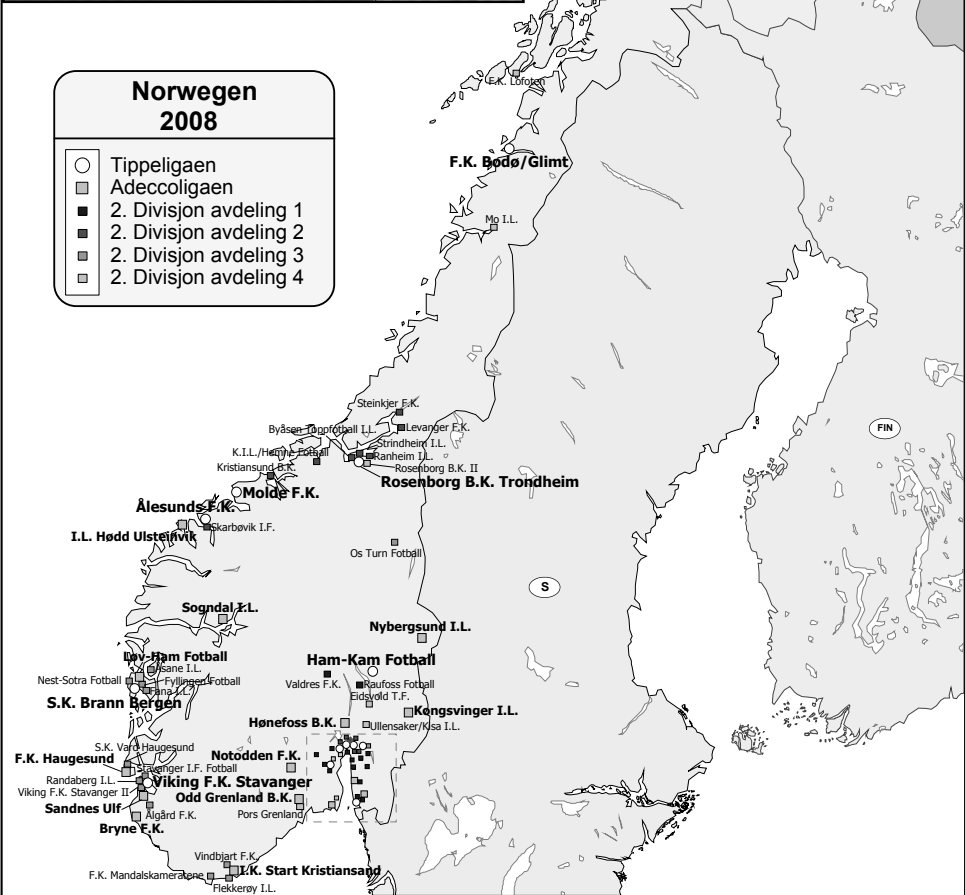 Norwegen
2008
Tippeligaen
Adeccoligaen
2. Divisjon avdeling 1
2. Divisjon avdeling 2
2. Divisjon avdeling 3
2. Divisjon avdeling 4
F.K. Lofoten
F.K. Bodø/Glimt
Mo I.L.
Steinkjer F.K.
Byåsen Toppfotball I.L.
Levanger F.K.
Strindheim I.L.
K.I.L./Hemne Fotball
Ranheim I.L.
Kristiansund B.K.
Rosenborg B.K. II
Rosenborg B.K. Trondheim
Molde F.K.
Ålesunds F.K.
Skarbøvik I.F.
I.L. Hødd Ulsteinvik
Os Turn Fotball
FIN
S
Sogndal I.L.
Nybergsund I.L.
Løv-Ham Fotball
Åsane I.L.
Ham-Kam Fotball
Nest-Sotra Fotball
Fyllingen Fotball
Fana I.L.
Valdres F.K.
Raufoss Fotball
Eidsvold T.F.
S.K. Brann Bergen
Kongsvinger I.L.
Hønefoss B.K.
Ullensaker/Kisa I.L.
S.K. Vard Haugesund
F.K. Haugesund
Notodden F.K.
Stavanger I.F. Fotball
Randaberg I.L.
Viking F.K. Stavanger
Viking F.K. Stavanger II
Odd Grenland B.K.
Sandnes Ulf
Ålgård F.K.
Pors Grenland
Bryne F.K.
Vindbjart F.K.
I.K. Start Kristiansand
F.K. Mandalskameratene
Flekkerøy I.L.